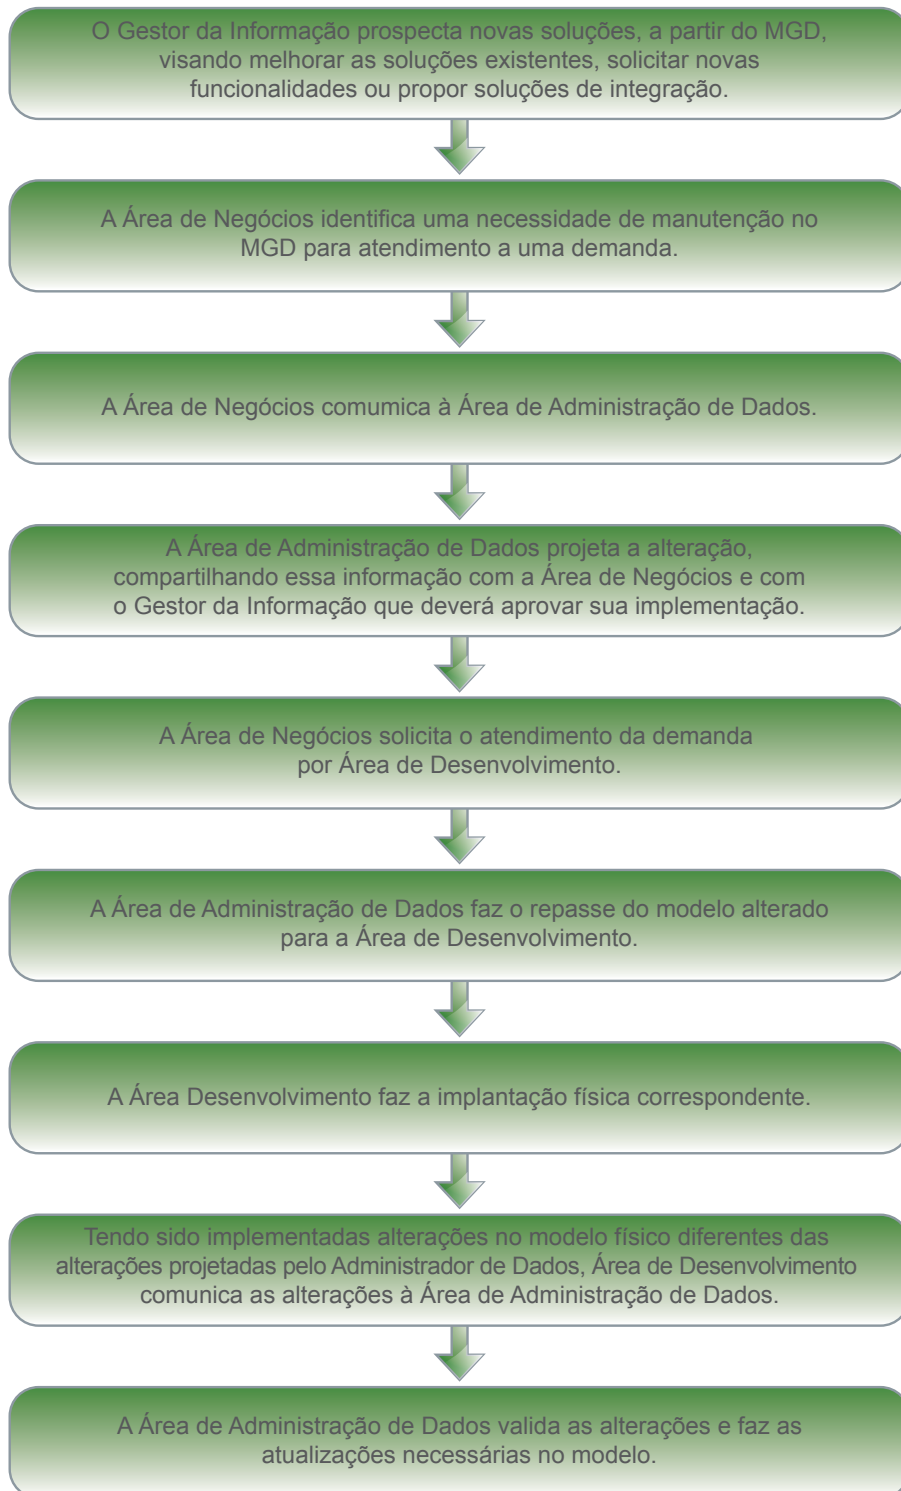 O Gestor da Informação prospecta novas soluções, a partir do MGD,
visando melhorar as soluções existentes, solicitar novas
funcionalidades ou propor soluções de integração.
A Área de Negócios identifica uma necessidade de manutenção no
MGD para atendimento a uma demanda.
A Área de Negócios comumica à Área de Administração de Dados.
A Área de Administração de Dados projeta a alteração,
compartilhando essa informação com a Área de Negócios e com
o Gestor da Informação que deverá aprovar sua implementação.
A Área de Negócios solicita o atendimento da demanda
por Área de Desenvolvimento.
A Área de Administração de Dados faz o repasse do modelo alterado
para a Área de Desenvolvimento.
A Área Desenvolvimento faz a implantação física correspondente.
Tendo sido implementadas alterações no modelo físico diferentes das
alterações projetadas pelo Administrador de Dados, Área de Desenvolvimento
comunica as alterações à Área de Administração de Dados.
A Área de Administração de Dados valida as alterações e faz as
atualizações necessárias no modelo.